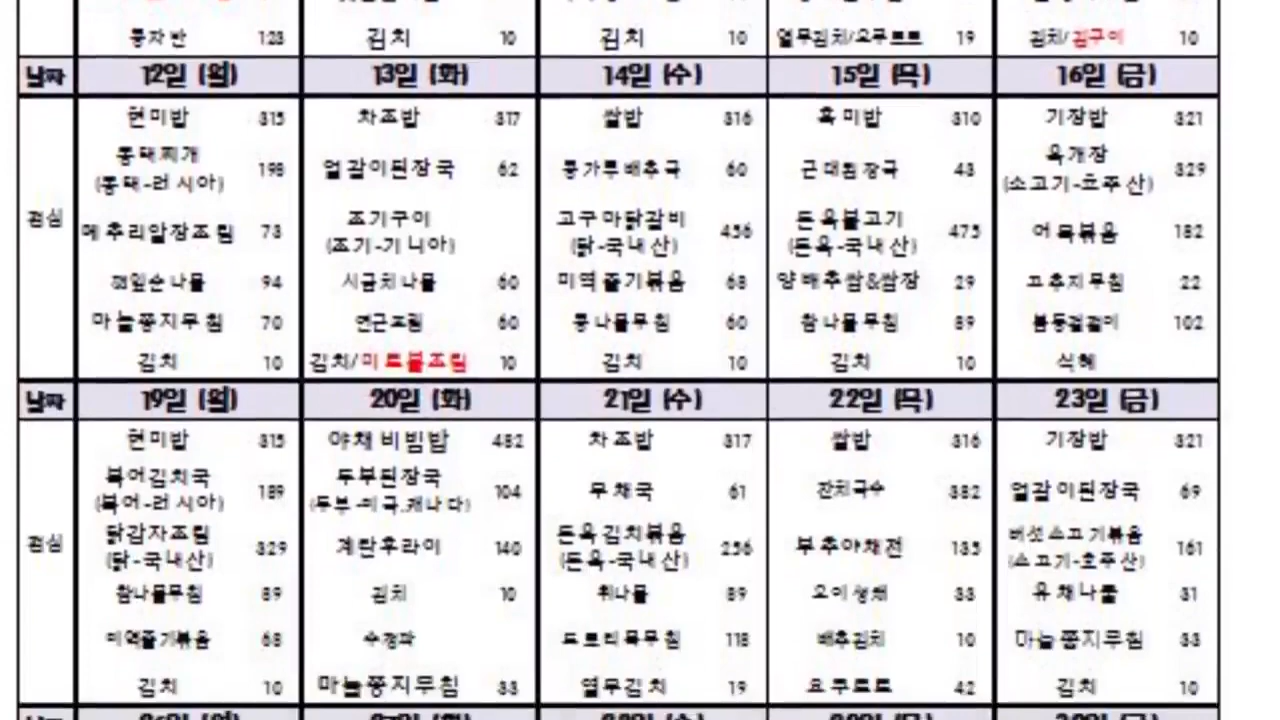 콩자반 123 김치 10 김치 10 열무김치/요구르트 19 김치/김구이 10
날짜 12일 (월) 13일 (화) 14일 (수) 15일 (목) 16일 (금)
현미밥 315 차조밥 317 쌀밥 316 흑미밥 310 기장밥 321
동태찌개 육개장
198 얼갈이된장국 62 콩가루배추국 60 근대된장국 43 329
(동태-러시아) (소고기-호주산)
점심
조기구이 고구마닭갈비 돈육불고기
메추리알장조림 73 456 475 어묵볶음 182
(조기-기니아) (닭-국내산) (돈육-국내산)
깻잎순나물 94 시금치나물 60 미역줄기볶음 68 양배추쌈&쌈장 29 고추지무침 22
마늘쫑지무침 70 연근조림 60 콩나물무침 60 참나물무침 89 봄동겉절이 102
김치 10 김치/미트볼조림 10 김치 10 김치 10 식혜
날짜 19일 (월) 20일 (화) 21일 (수) 22일 (목) 23일 (금)
현미밥 315 야채비빔밥 482 차조밥 317 쌀밥 316 기장밥 321
북어김치국 두부된장국
189 104 무채국 61 잔치국수 382 얼갈이된장국 69
(북어-러시아) (두부-미국,캐나다)
닭감자조림 돈육김치볶음 버섯소고기볶음
점심 329 계란후라이 140 256 부추야채전 135 161
(닭-국내산) (돈육-국내산) (소고기-호주산)
참나물무침 89 김치 10 취나물 89 오이생채 33 유채나물 31
미역줄기볶음 68 수정과 도토리묵무침 118 배추김치 10 마늘쫑지무침 33
김치 10 마늘쫑지무침 33 열무김치 19 요구르트 42 김치 10